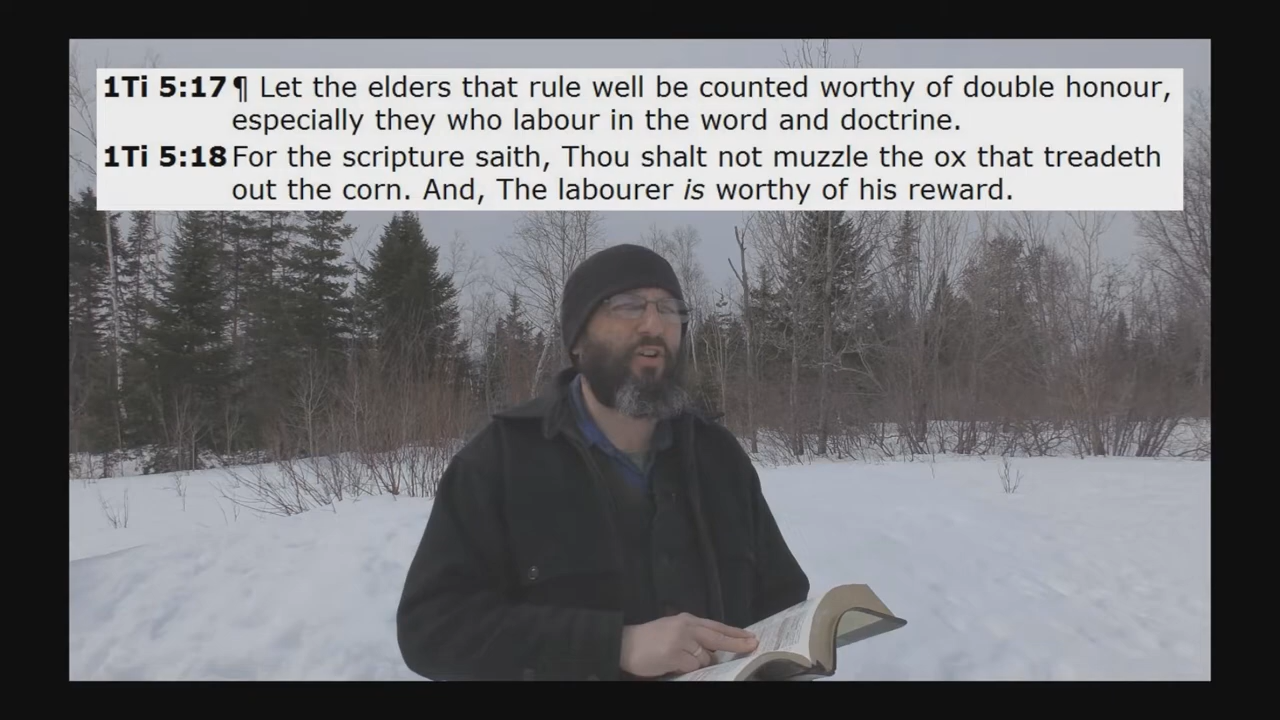 1Ti 5:17 ¶ Let the elders that rule well be counted worthy of double honour,
especially they who labour in the word and doctrine.
1Ti 5:18 For the scripture saith, Thou shalt not muzzle the ox that treadeth
out the corn. And, The labourer is worthy of his reward.